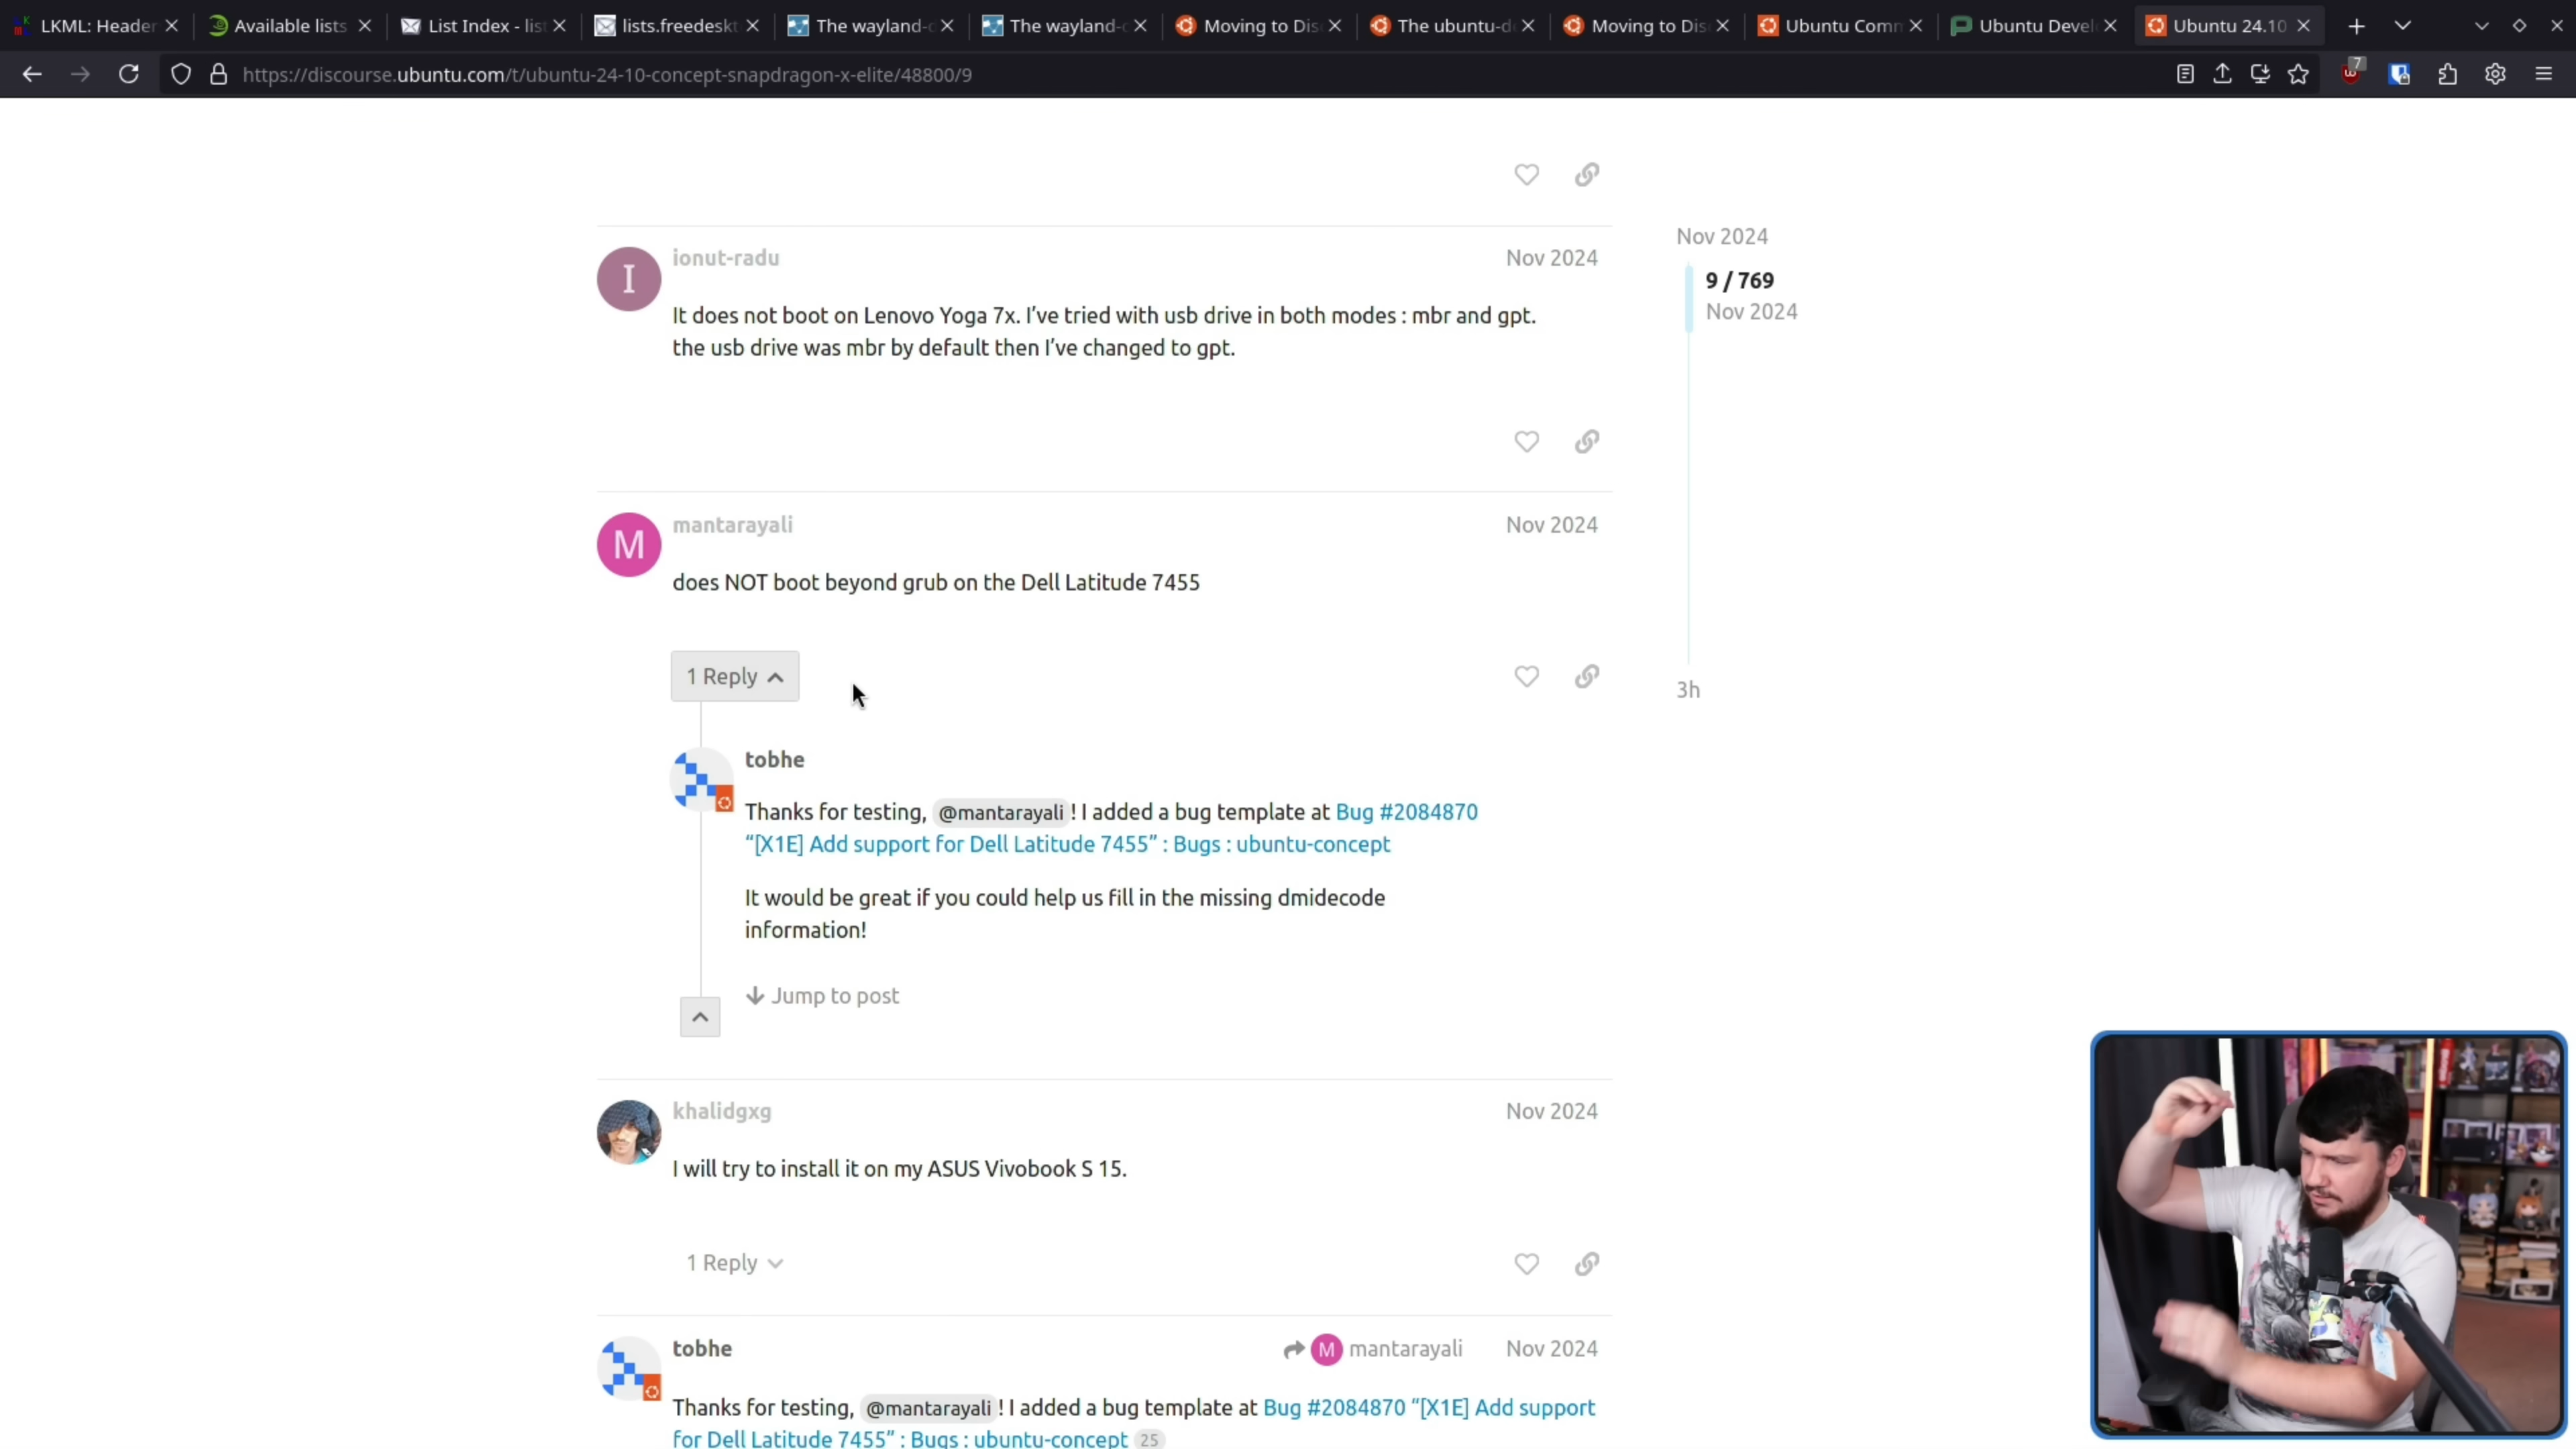 LKML: Header
Available lists
List Index - list
lists.freedeskt
The wayland-
The wayland-
Moving to Dis
The ubuntu-d
Moving to Dis
Ubuntu Comn
Ubuntu Devel
Ubuntu 24.10
https://discourse.ubuntu.com/t/ubuntu-24-10-concept-snapdragon-x-elite/48800/9
7
ionut-radu
Nov 2024
I
It does not boot on Lenovo Yoga 7x. I’ve tried with usb drive in both modes : mbr and gpt.
the usb drive was mbr by default then I’ve changed to gpt.
Nov 2024
9 / 769
Nov 2024
3h
mantarayali
Nov 2024
M
does NOT boot beyond grub on the Dell Latitude 7455
1 Reply
tobhe
Thanks for testing, @mantarayali! I added a bug template at Bug #2084870
“[X1E] Add support for Dell Latitude 7455” : Bugs : ubuntu-concept
It would be great if you could help us fill in the missing dmidecode
information!
Jump to post
khalidgxg
Nov 2024
I will try to install it on my ASUS Vivobook S 15.
1 Reply
tobhe
M mantarayali
Nov 2024
Thanks for testing, @mantarayali! I added a bug template at Bug #2084870 “[X1E] Add support
for Dell Latitude 7455” : Bugs : ubuntu-concept 25